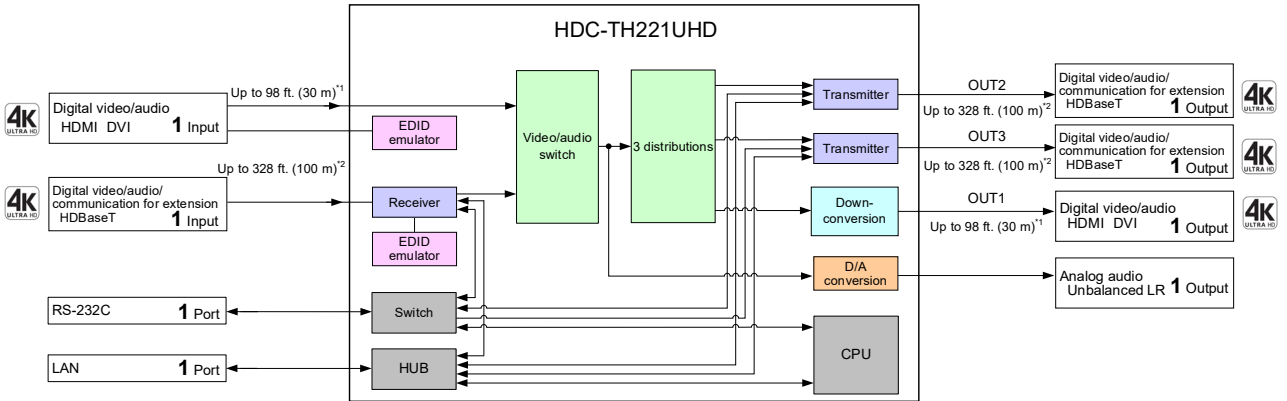 HDC-TH221UHD
4K
ULTRA HD
Digital video/audio
HDMI DVI 1 Input
Up to 98 ft. (30 m)*1
EDID
emulator
4K
ULTRA HD
Digital video/audio/
communication for extension
HDBaseT
1 Input
Up to 328 ft. (100 m)*2
Receiver
EDID
emulator
Video/audio
switch
3 distributions
RS-232C 1 Port
Switch
LAN 1 Port
HUB
Transmitter
OUT2
Up to 328 ft. (100 m)*2
Digital video/audio/
communication for extension
HDBaseT 1 Output
4K
ULTRA HD
Transmitter
OUT3
Up to 328 ft. (100 m)*2
Digital video/audio/
communication for extension
HDBaseT 1 Output
4K
ULTRA HD
Down-
conversion
OUT1
Up to 98 ft. (30 m)*1
Digital video/audio
HDMI DVI 1 Output
4K
ULTRA HD
D/A
conversion
Analog audio
Unbalanced LR 1 Output
CPU